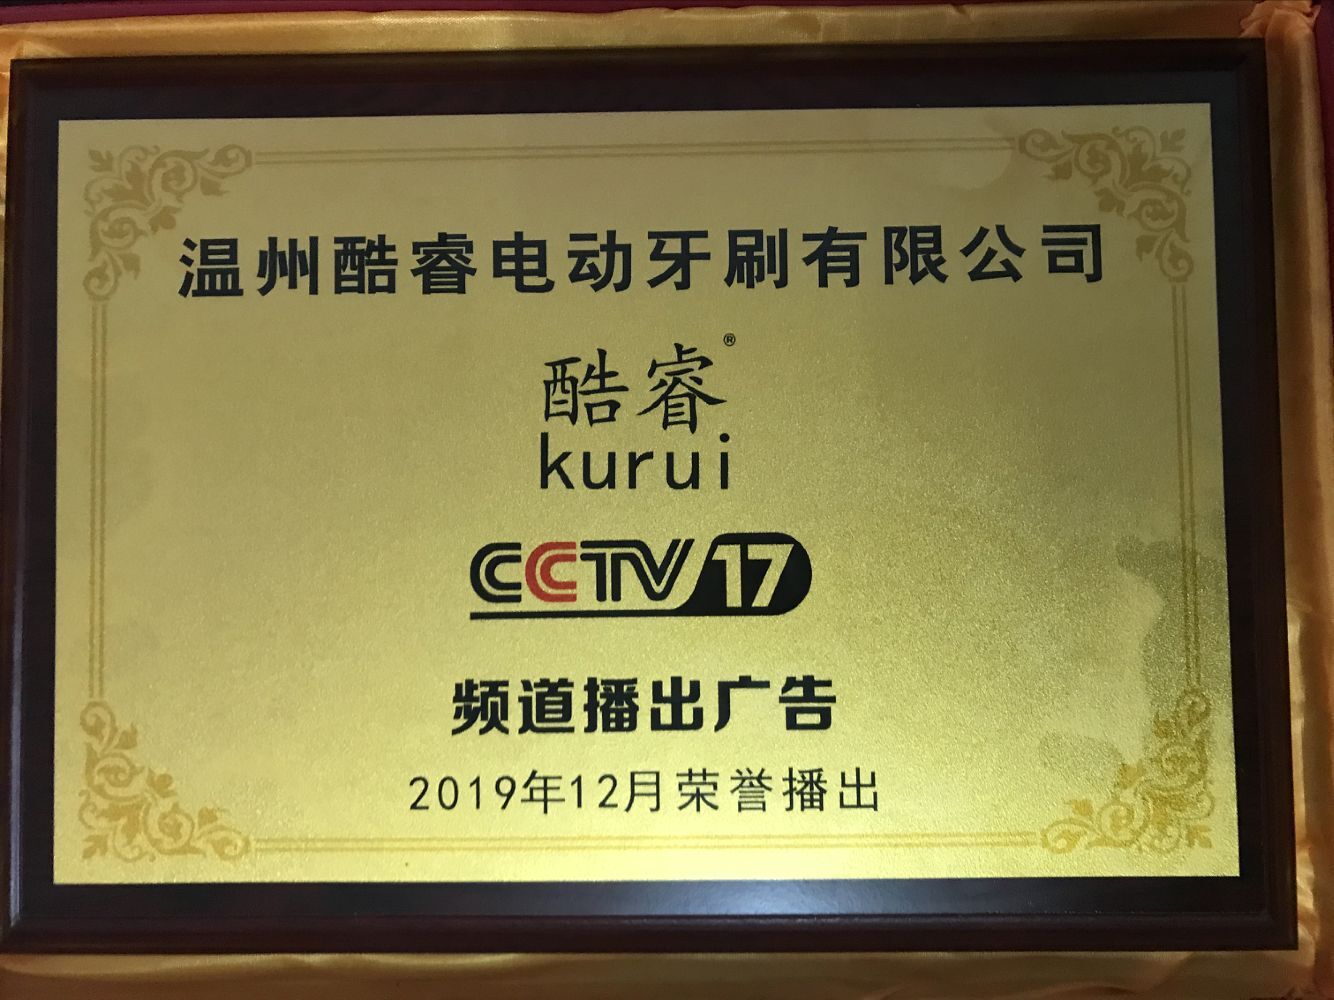 温州酷睿电动牙刷有限公司
酷睿®
kurui
CCTV 17
频道播出广告
2019年12月荣誉播出